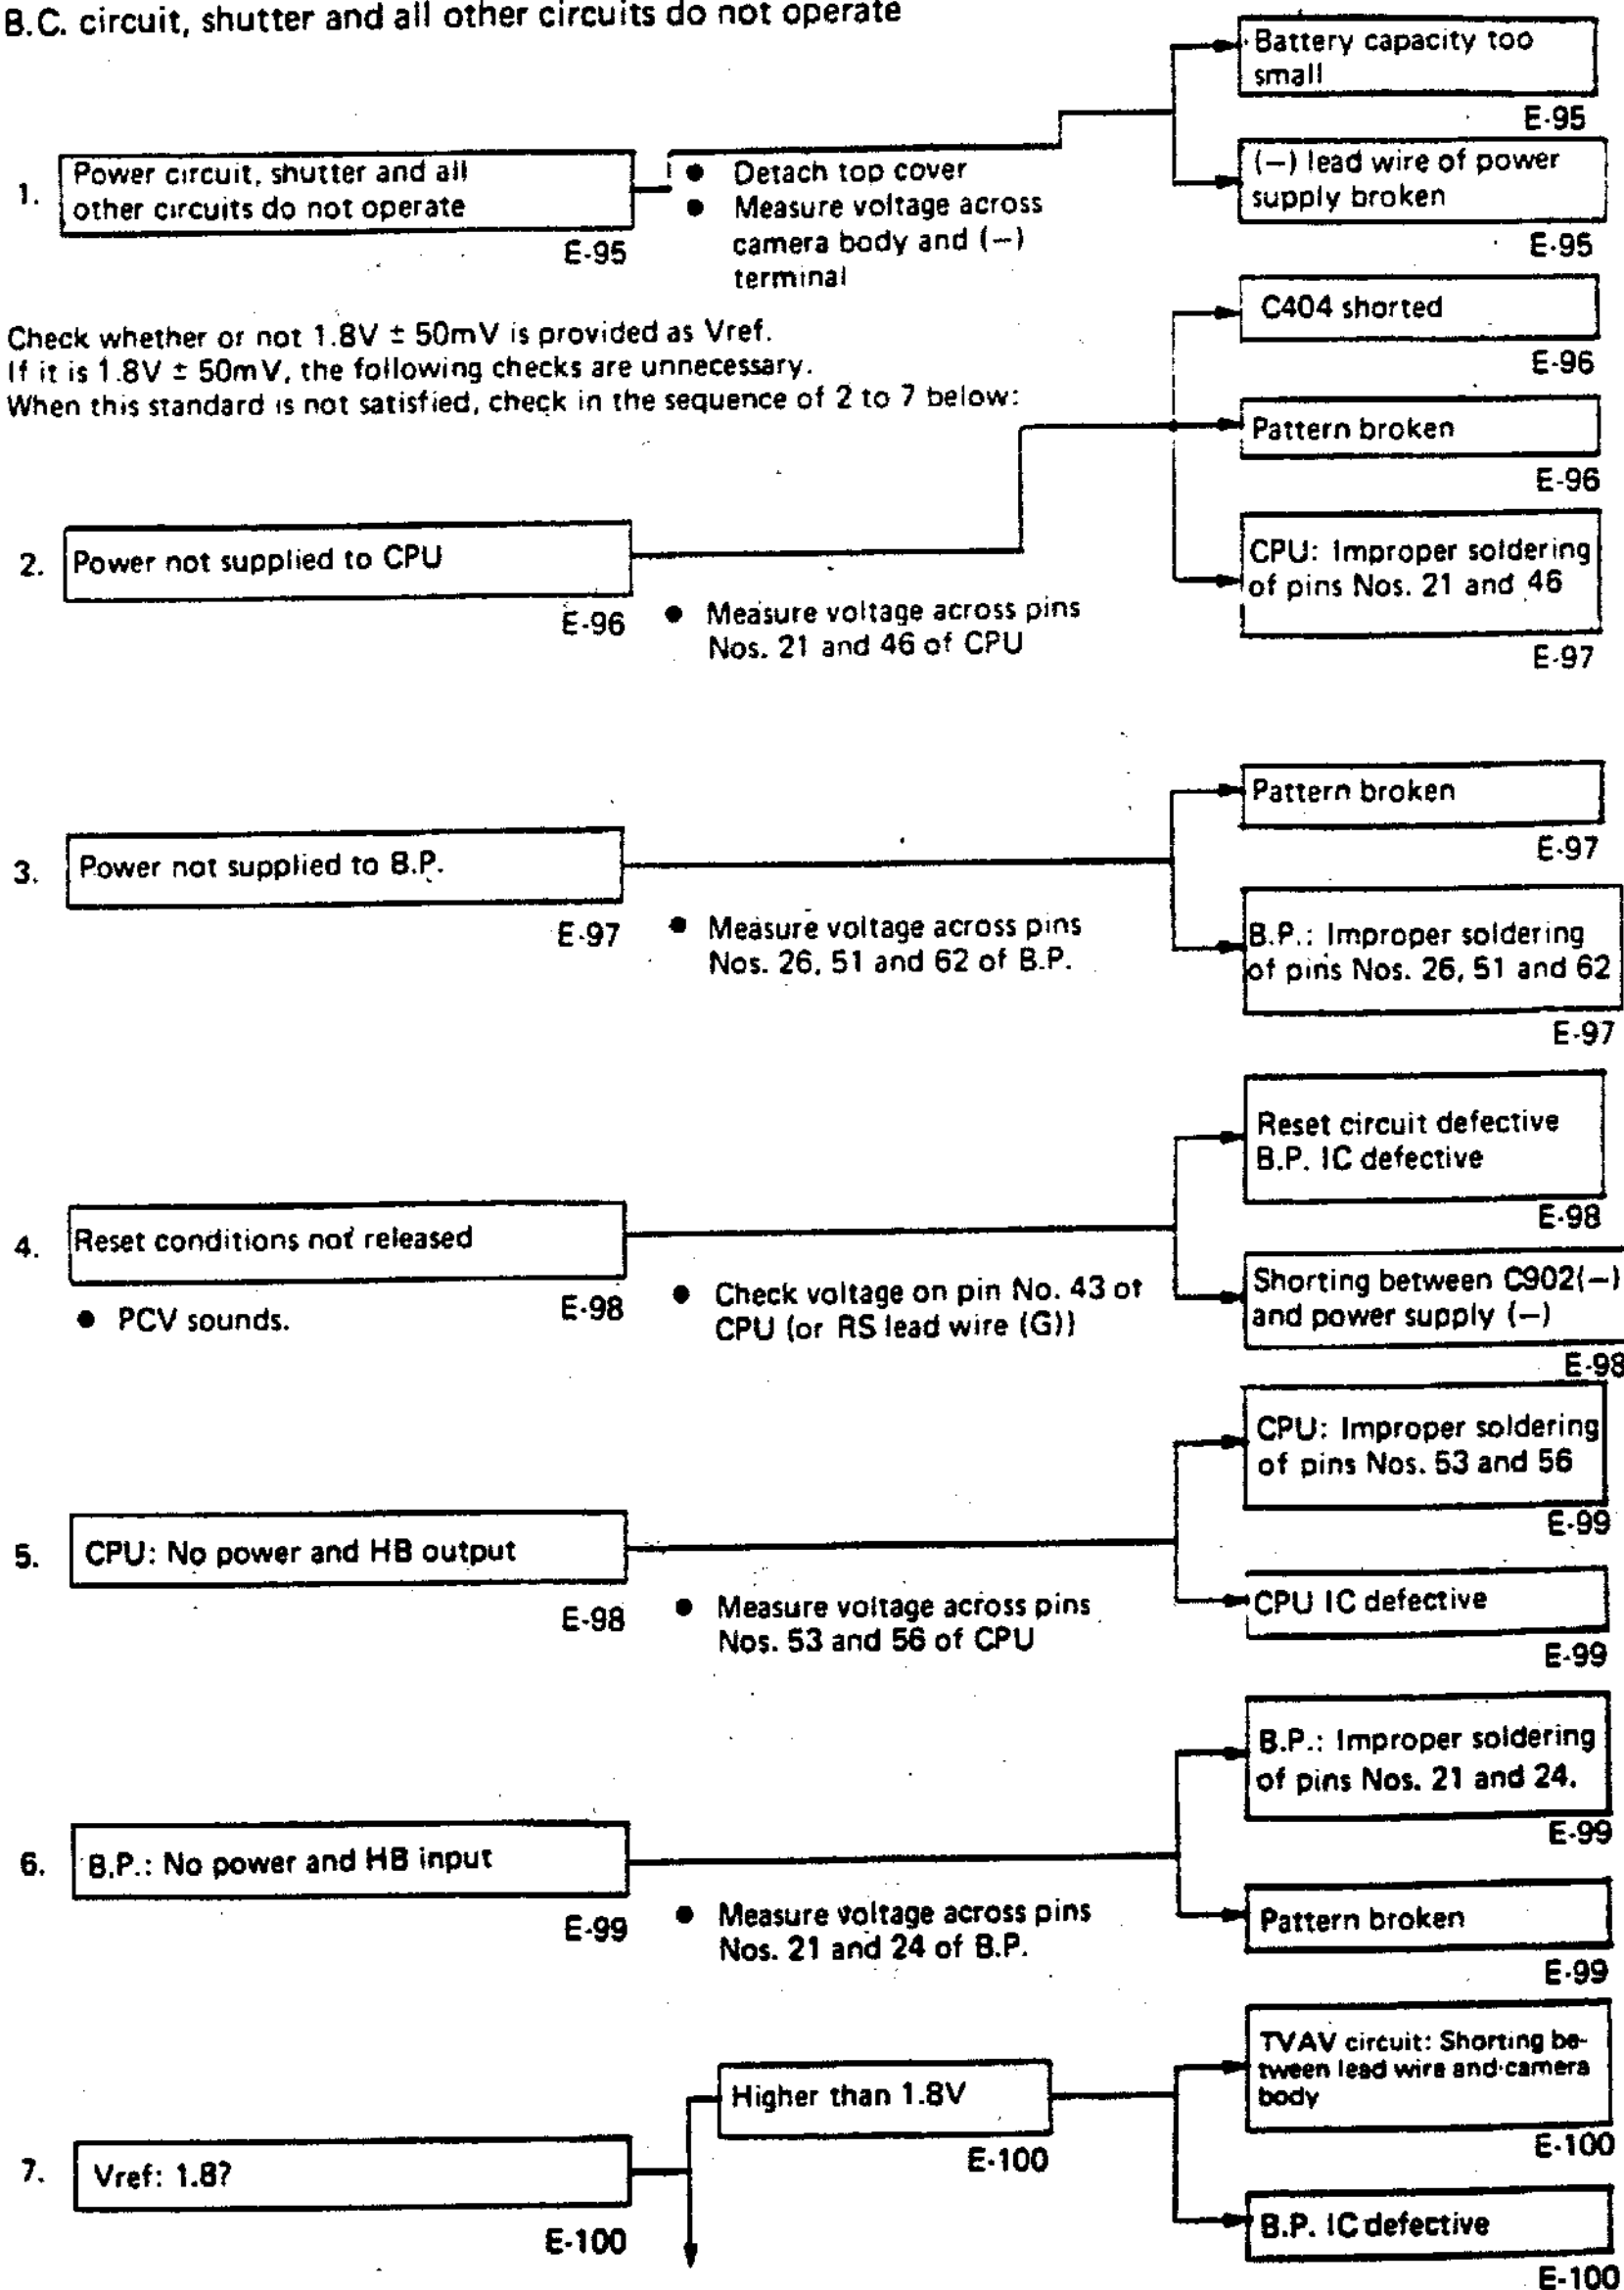 B.C. circuit, shutter and all other circuits do not operate
Battery capacity too
small
E-95
1.
Power circuit, shutter and all
other circuits do not operate
E-95
● Detach top cover
● Measure voltage across
camera body and (−)
terminal
(−) lead wire of power
supply broken
E-95
Check whether or not 1.8V ± 50mV is provided as Vref.
If it is 1.8V ± 50mV, the following checks are unnecessary.
When this standard is not satisfied, check in the sequence of 2 to 7 below:
C404 shorted
E-96
Pattern broken
E-96
2.
Power not supplied to CPU
E-96
● Measure voltage across pins
Nos. 21 and 46 of CPU
CPU: Improper soldering
of pins Nos. 21 and 46
E-97
Pattern broken
E-97
3.
Power not supplied to B.P.
E-97
● Measure voltage across pins
Nos. 26, 51 and 62 of B.P.
B.P.: Improper soldering
of pins Nos. 26, 51 and 62
E-97
Reset circuit defective
B.P. IC defective
E-98
4.
Reset conditions not released
E-98
● PCV sounds.
● Check voltage on pin No. 43 of
CPU (or RS lead wire (G))
Shorting between C902(−)
and power supply (−)
E-98
CPU: Improper soldering
of pins Nos. 53 and 56
E-99
5.
CPU: No power and HB output
E-98
● Measure voltage across pins
Nos. 53 and 56 of CPU
CPU IC defective
E-99
B.P.: Improper soldering
of pins Nos. 21 and 24.
E-99
6.
B.P.: No power and HB input
E-99
● Measure voltage across pins
Nos. 21 and 24 of B.P.
Pattern broken
E-99
TVAV circuit: Shorting be-
tween lead wire and camera
body
E-100
Higher than 1.8V
E-100
7.
Vref: 1.8?
E-100
B.P. IC defective
E-100